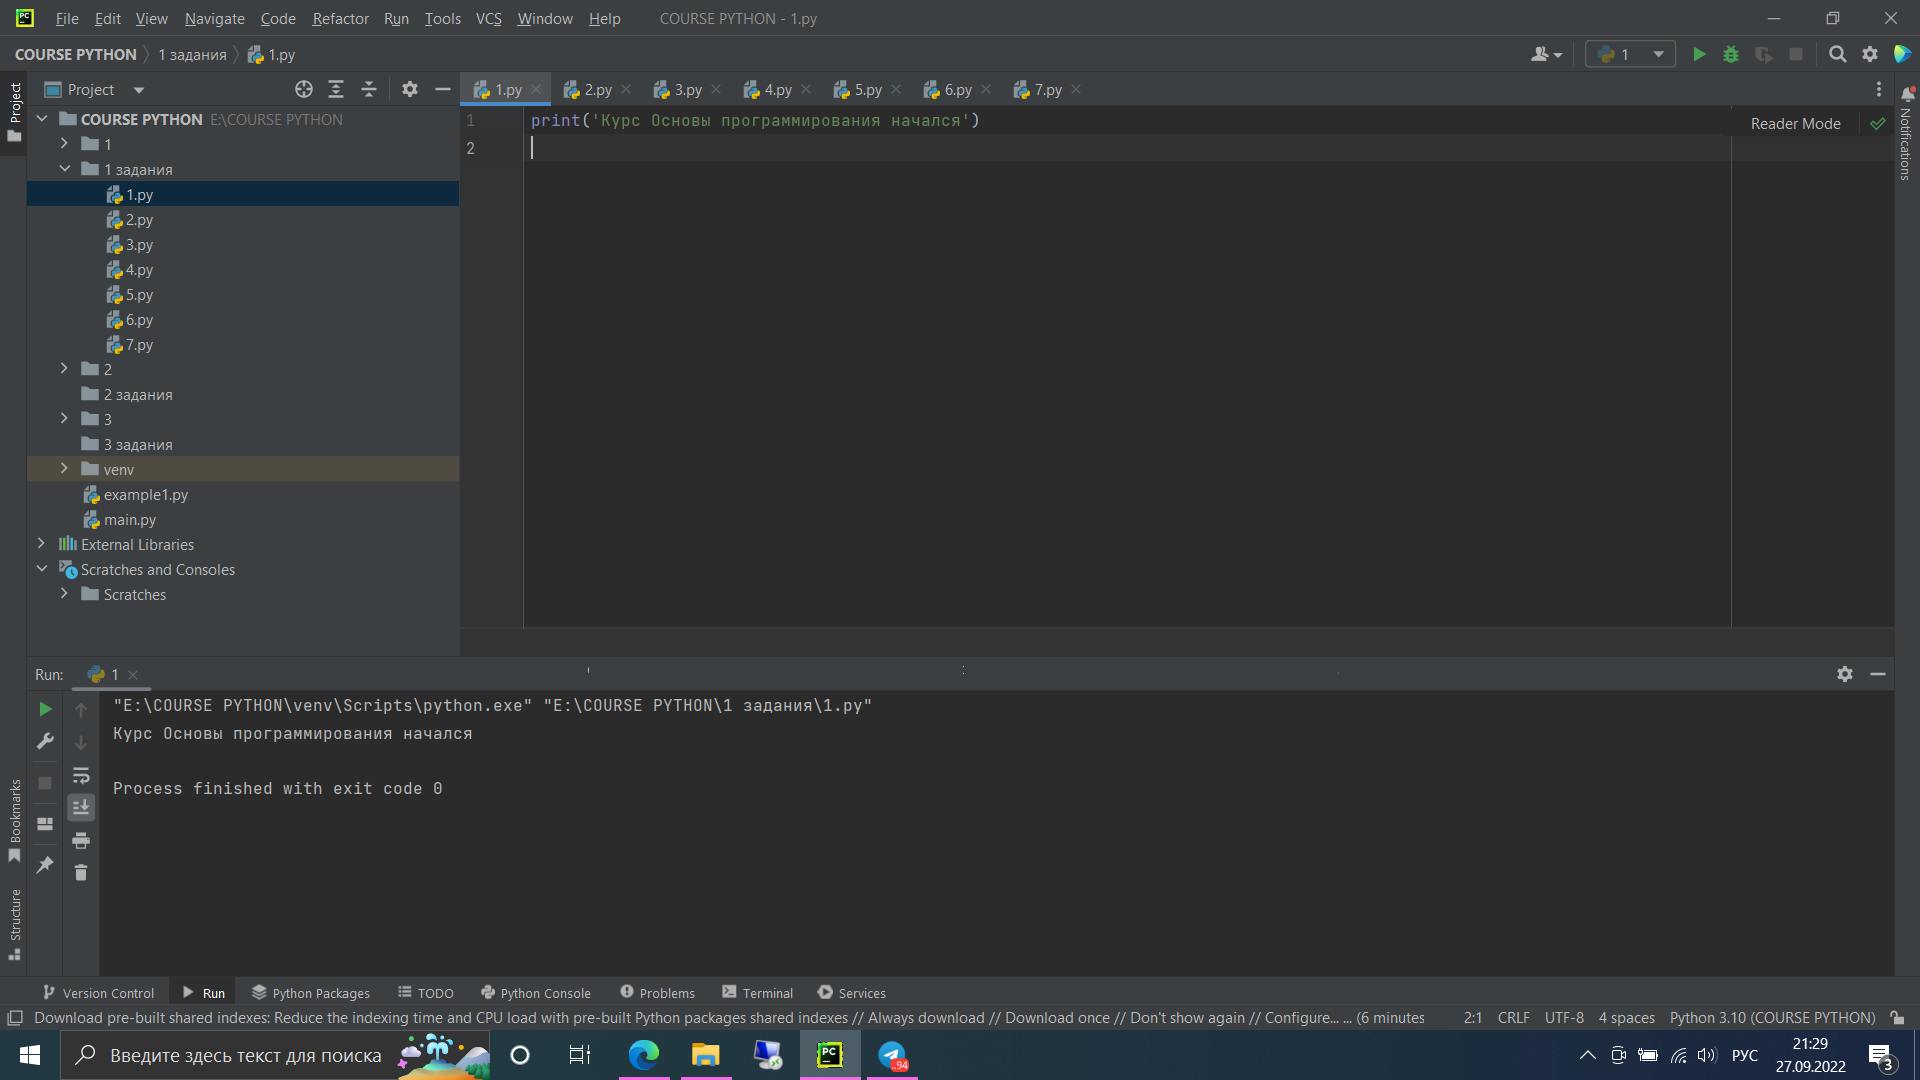 File Edit View Navigate Code Refactor Run Tools VCS Window Help COURSE PYTHON - 1.py
COURSE PYTHON 1 задания 1.py 1
Project
Project
1.py 2.py 3.py 4.py 5.py 6.py 7.py
COURSE PYTHON E:\COURSE PYTHON
1
1 задания
1.py
2.py
3.py
4.py
5.py
6.py
7.py
2
2 задания
3
3 задания
venv
example1.py
main.py
External Libraries
Scratches and Consoles
Scratches
1 print('Курс Основы программирования начался')
2
Reader Mode
Notifications
Run: 1
"E:\COURSE PYTHON\venv\Scripts\python.exe" "E:\COURSE PYTHON\1 задания\1.py"
Курс Основы программирования начался
Process finished with exit code 0
Bookmarks
Structure
Version Control Run Python Packages TODO Python Console Problems Terminal Services
Download pre-built shared indexes: Reduce the indexing time and CPU load with pre-built Python packages shared indexes // Always download // Download once // Don't show again // Configure... ... (6 minutes 2:1 CRLF UTF-8 4 spaces Python 3.10 (COURSE PYTHON)
Введите здесь текст для поиска
PC
..94
РУС
21:29
27.09.2022
3